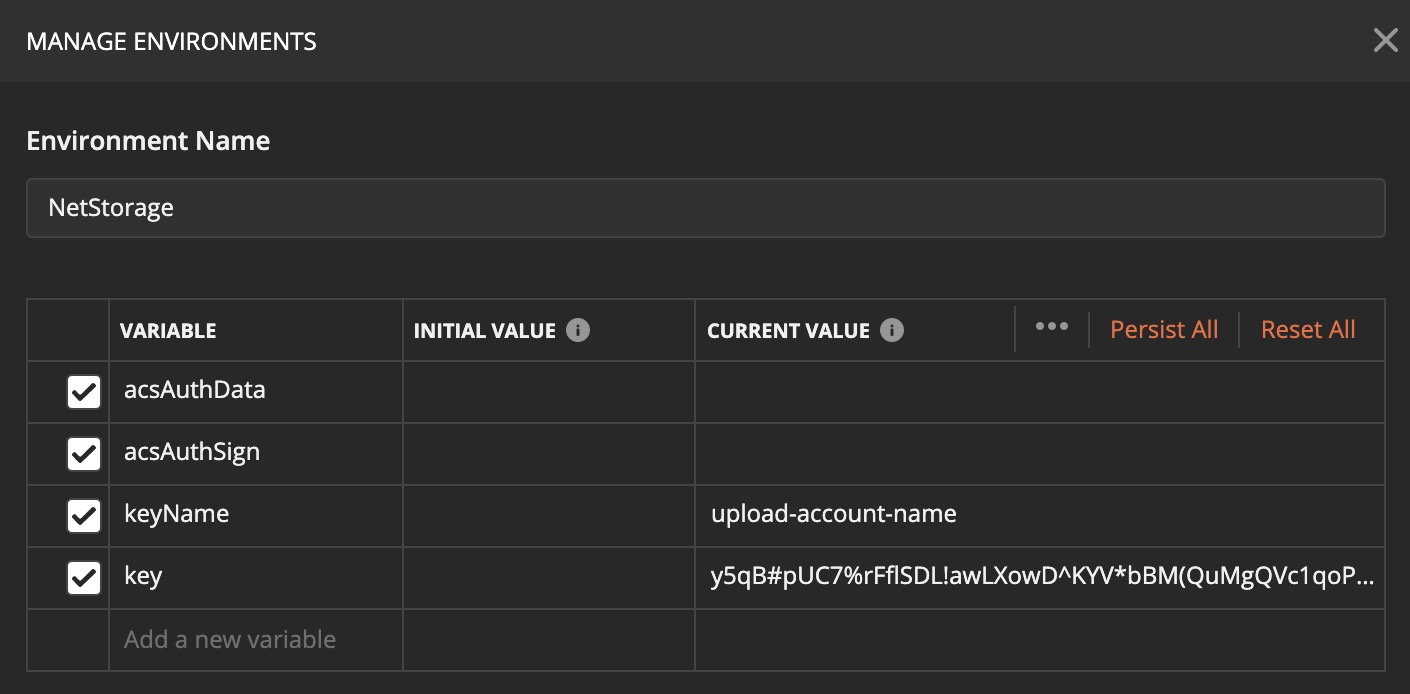 MANAGE ENVIRONMENTS
Environment Name
NetStorage
VARIABLE INITIAL VALUE CURRENT VALUE ••• Persist All Reset All
acsAuthData
acsAuthSign
keyName upload-account-name
key y5qB#pUC7%rFflSDL!awLXowD^KYV*bBM(QuMgQVc1qoP...
Add a new variable